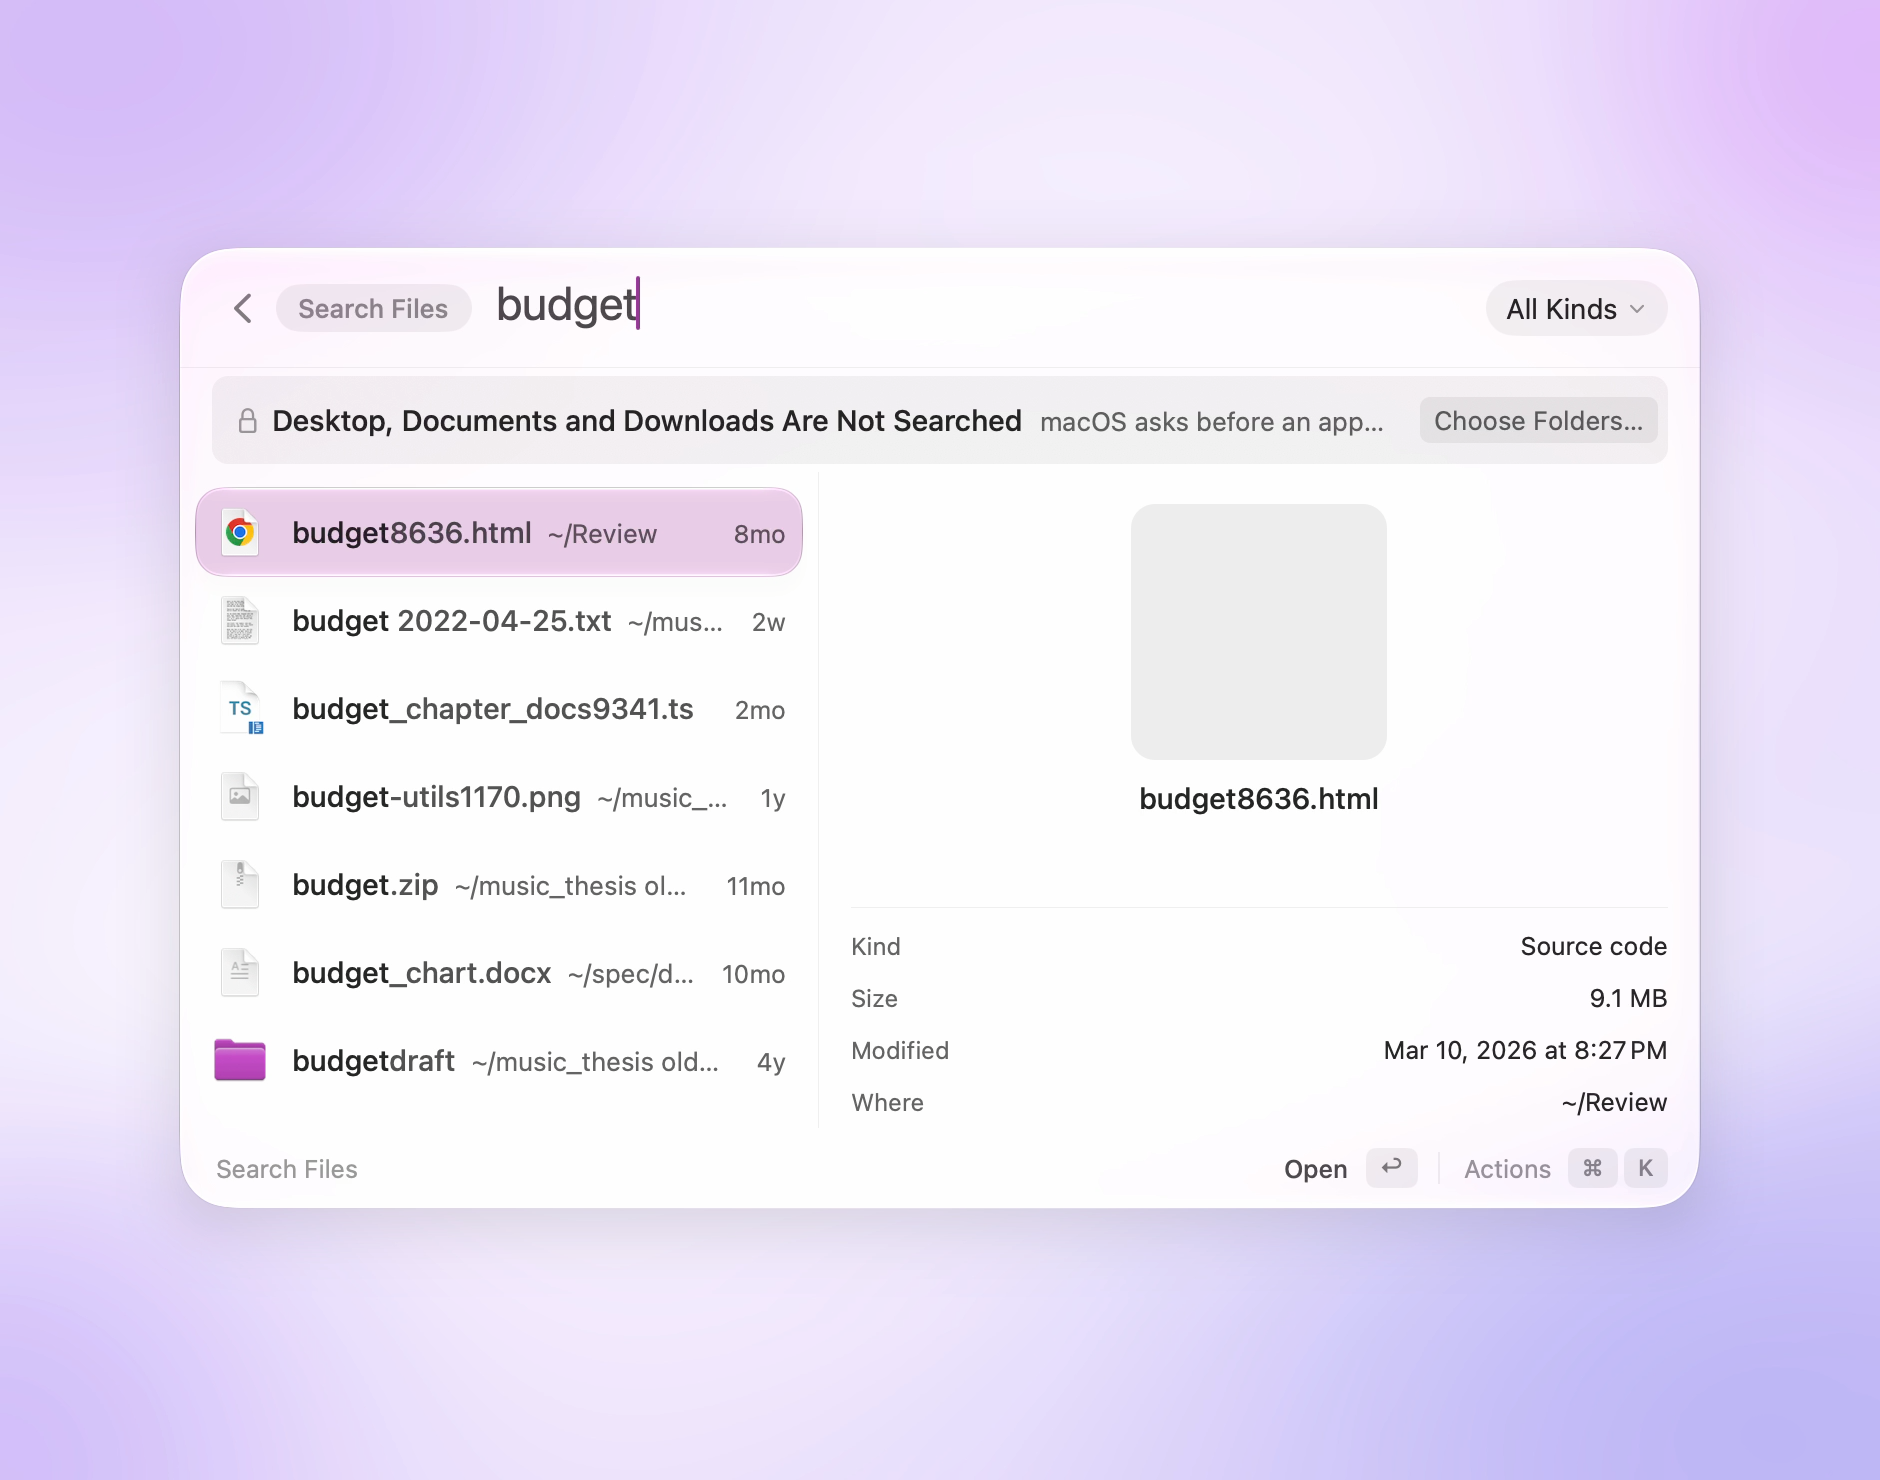 Search Files budget All Kinds
Desktop, Documents and Downloads Are Not Searched macOS asks before an app... Choose Folders...
budget8636.html ~/Review 8mo
budget 2022-04-25.txt ~/mus... 2w
TS budget_chapter_docs9341.ts 2mo
budget-utils1170.png ~/music_... 1y
budget.zip ~/music_thesis ol... 11mo
budget_chart.docx ~/spec/d... 10mo
budgetdraft ~/music_thesis old... 4y
budget8636.html
Kind Source code
Size 9.1 MB
Modified Mar 10, 2026 at 8:27 PM
Where ~/Review
Search Files Open Actions ⌘ K